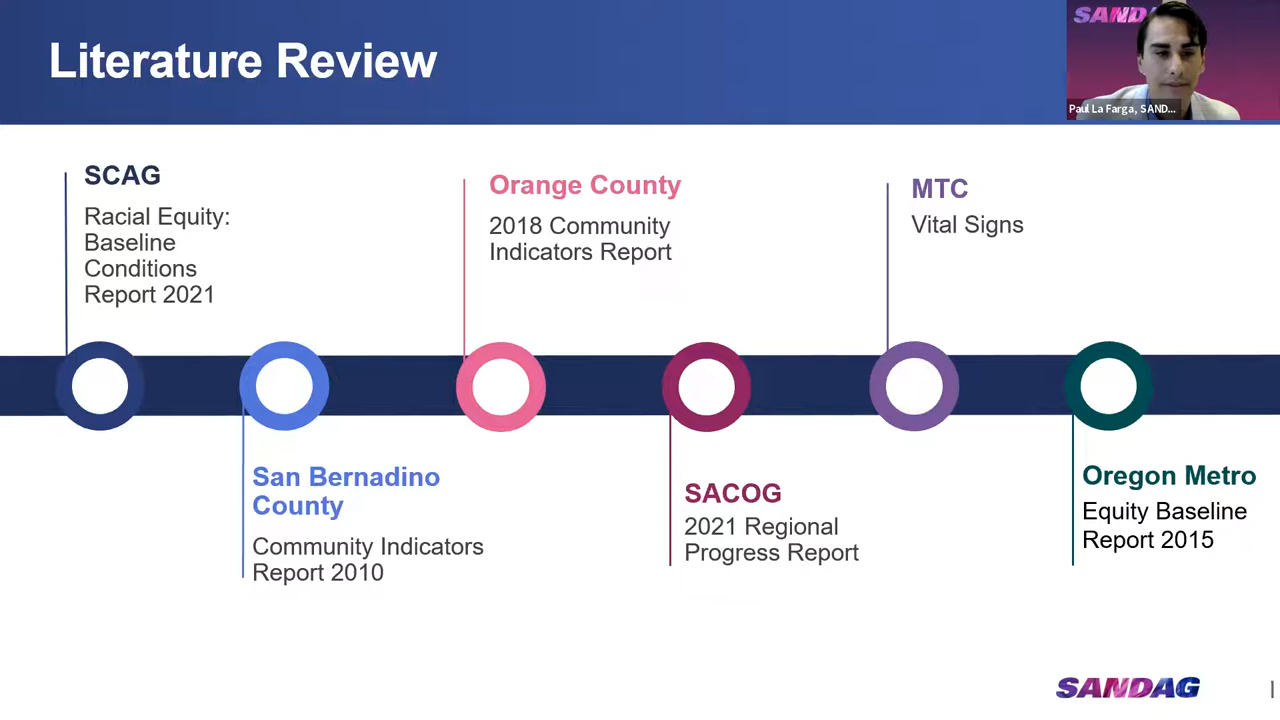 Literature Review
SANDA
Paul La Farga, SAND...
SCAG
Racial Equity:
Baseline
Conditions
Report 2021
Orange County
2018 Community
Indicators Report
MTC
Vital Signs
San Bernadino
County
Community Indicators
Report 2010
SACOG
2021 Regional
Progress Report
Oregon Metro
Equity Baseline
Report 2015
SANDAG